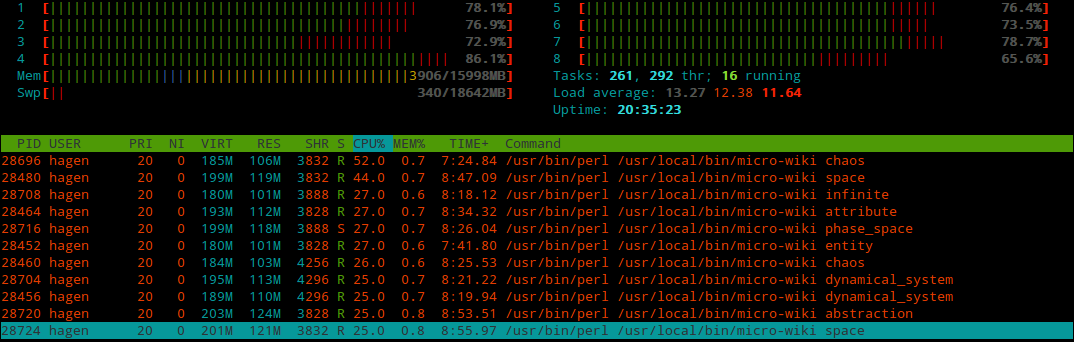 1 [ 78.1%] 5 [ 76.4%]
2 [ 76.9%] 6 [ 73.5%]
3 [ 72.9%] 7 [ 78.7%]
4 [ 86.1%] 8 [ 65.6%]
Mem[ 3906/15998MB] Tasks: 261, 292 thr; 16 running
Swp[ 340/18642MB] Load average: 13.27 12.38 11.64
Uptime: 20:35:23
PID USER PRI NI VIRT RES SHR S CPU% MEM% TIME+ Command
28696 hagen 20 0 185M 106M 3832 R 52.0 0.7 7:24.84 /usr/bin/perl /usr/local/bin/micro-wiki chaos
28480 hagen 20 0 199M 119M 3832 R 44.0 0.7 8:47.09 /usr/bin/perl /usr/local/bin/micro-wiki space
28708 hagen 20 0 180M 101M 3888 R 27.0 0.6 8:18.12 /usr/bin/perl /usr/local/bin/micro-wiki infinite
28464 hagen 20 0 193M 112M 3828 R 27.0 0.7 8:34.32 /usr/bin/perl /usr/local/bin/micro-wiki attribute
28716 hagen 20 0 199M 118M 3888 S 27.0 0.7 8:26.04 /usr/bin/perl /usr/local/bin/micro-wiki phase_space
28452 hagen 20 0 180M 101M 3828 R 27.0 0.6 7:41.80 /usr/bin/perl /usr/local/bin/micro-wiki entity
28460 hagen 20 0 184M 103M 4256 R 26.0 0.6 8:25.53 /usr/bin/perl /usr/local/bin/micro-wiki chaos
28704 hagen 20 0 195M 113M 4296 R 25.0 0.7 8:21.22 /usr/bin/perl /usr/local/bin/micro-wiki dynamical_system
28456 hagen 20 0 189M 110M 4296 R 25.0 0.7 8:19.94 /usr/bin/perl /usr/local/bin/micro-wiki dynamical_system
28720 hagen 20 0 203M 124M 3828 R 25.0 0.8 8:53.51 /usr/bin/perl /usr/local/bin/micro-wiki abstraction
28724 hagen 20 0 201M 121M 3832 R 25.0 0.8 8:55.97 /usr/bin/perl /usr/local/bin/micro-wiki space